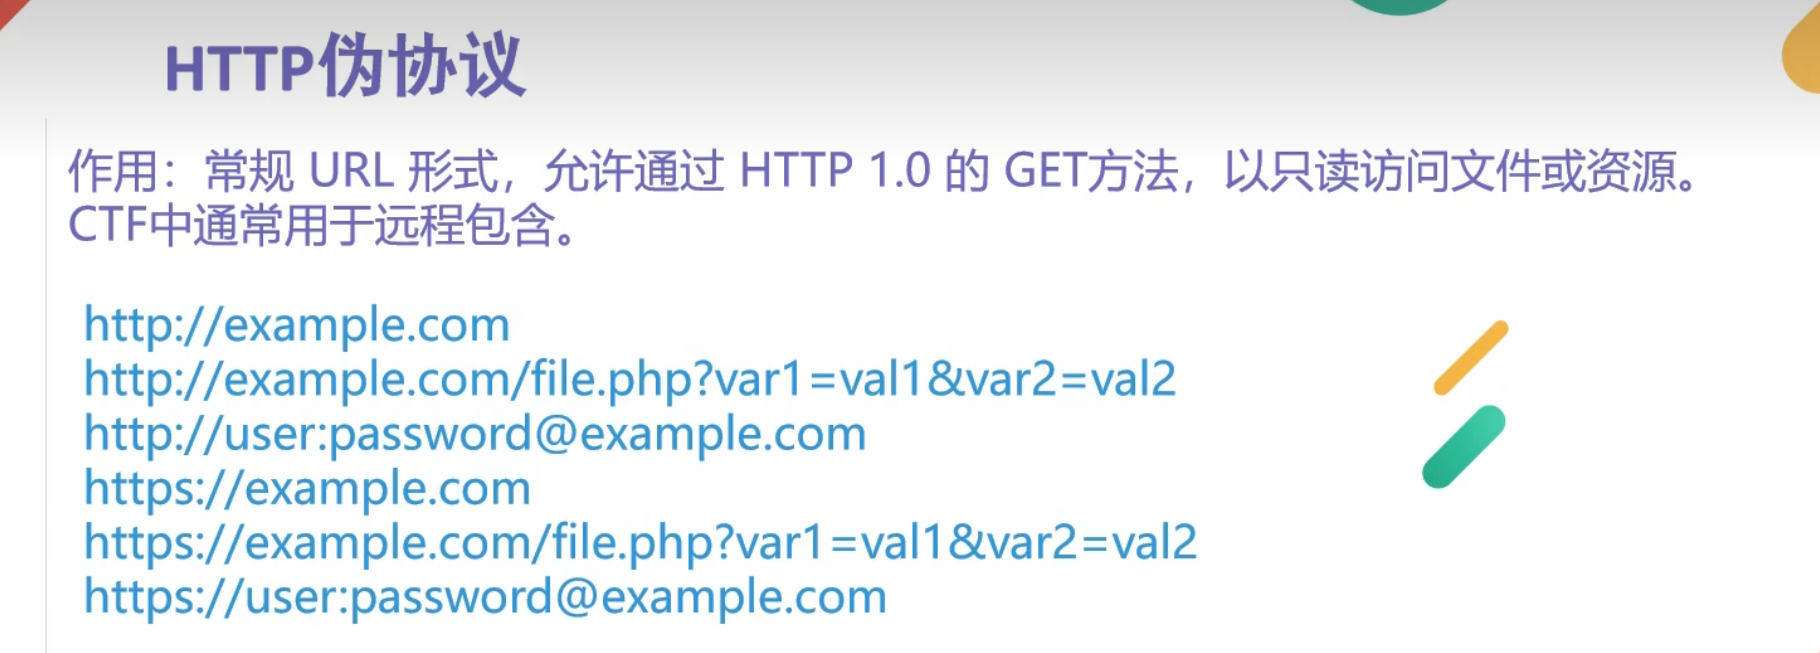 HTTP伪协议
作用：常规 URL 形式，允许通过 HTTP 1.0 的 GET方法，以只读访问文件或资源。
CTF中通常用于远程包含。
http://example.com
http://example.com/file.php?var1=val1&var2=val2
http://user:password@example.com
https://example.com
https://example.com/file.php?var1=val1&var2=val2
https://user:password@example.com